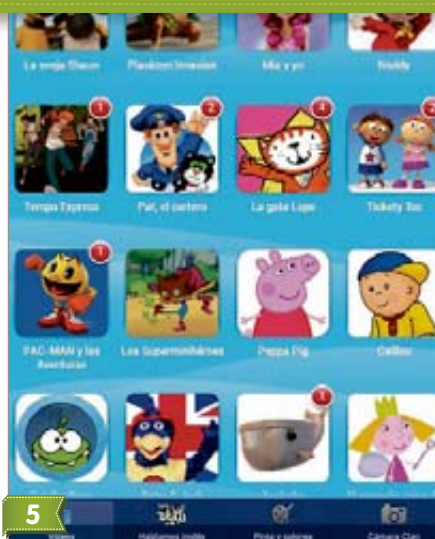 La oveja Shaun Plankton Invasion Mia y yo Noddy
1 2 4 2
Tempo Express Pat, el cartero La gata Lupe Tickety Toc
1
PAC-MAN y las Aventuras Los Superminihéroes Peppa Pig Caillou
1
5
Vídeos Hablamos inglés Pinta y colorea Cámara Clan